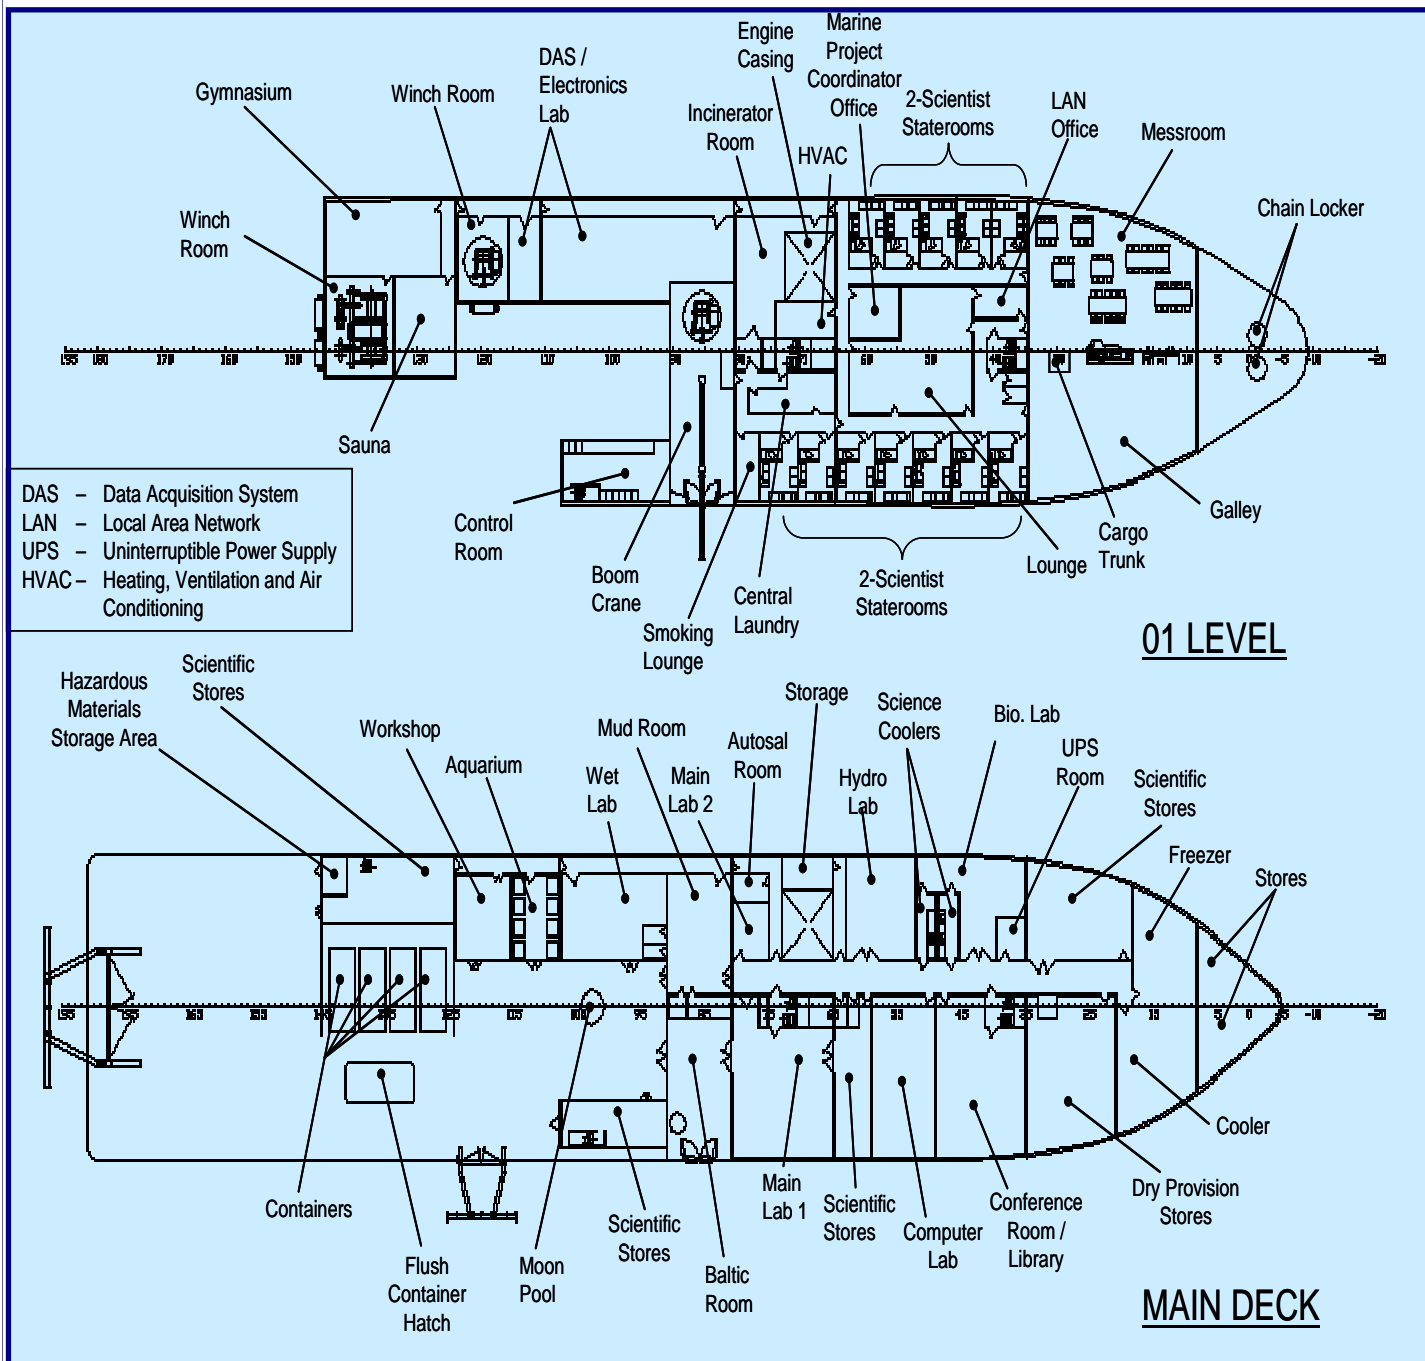 Gymnasium
Winch Room
DAS /
Electronics
Lab
Engine
Casing
Marine
Project
Coordinator
Office
Incinerator
Room
HVAC
2-Scientist
Staterooms
LAN
Office
Messroom
Chain Locker
Winch
Room
Sauna
DAS – Data Acquisition System
LAN – Local Area Network
UPS – Uninterruptible Power Supply
HVAC – Heating, Ventilation and Air
Conditioning
Control
Room
Boom
Crane
Smoking
Lounge
Central
Laundry
2-Scientist
Staterooms
Lounge
Cargo
Trunk
Galley
01 LEVEL
Hazardous
Materials
Storage Area
Scientific
Stores
Workshop
Aquarium
Wet
Lab
Mud Room
Main
Lab 2
Autosal
Room
Storage
Hydro
Lab
Science
Coolers
Bio. Lab
UPS
Room
Scientific
Stores
Freezer
Stores
Containers
Flush
Container
Hatch
Moon
Pool
Scientific
Stores
Baltic
Room
Main
Lab 1
Scientific
Stores
Computer
Lab
Conference
Room /
Library
Dry Provision
Stores
Cooler
MAIN DECK